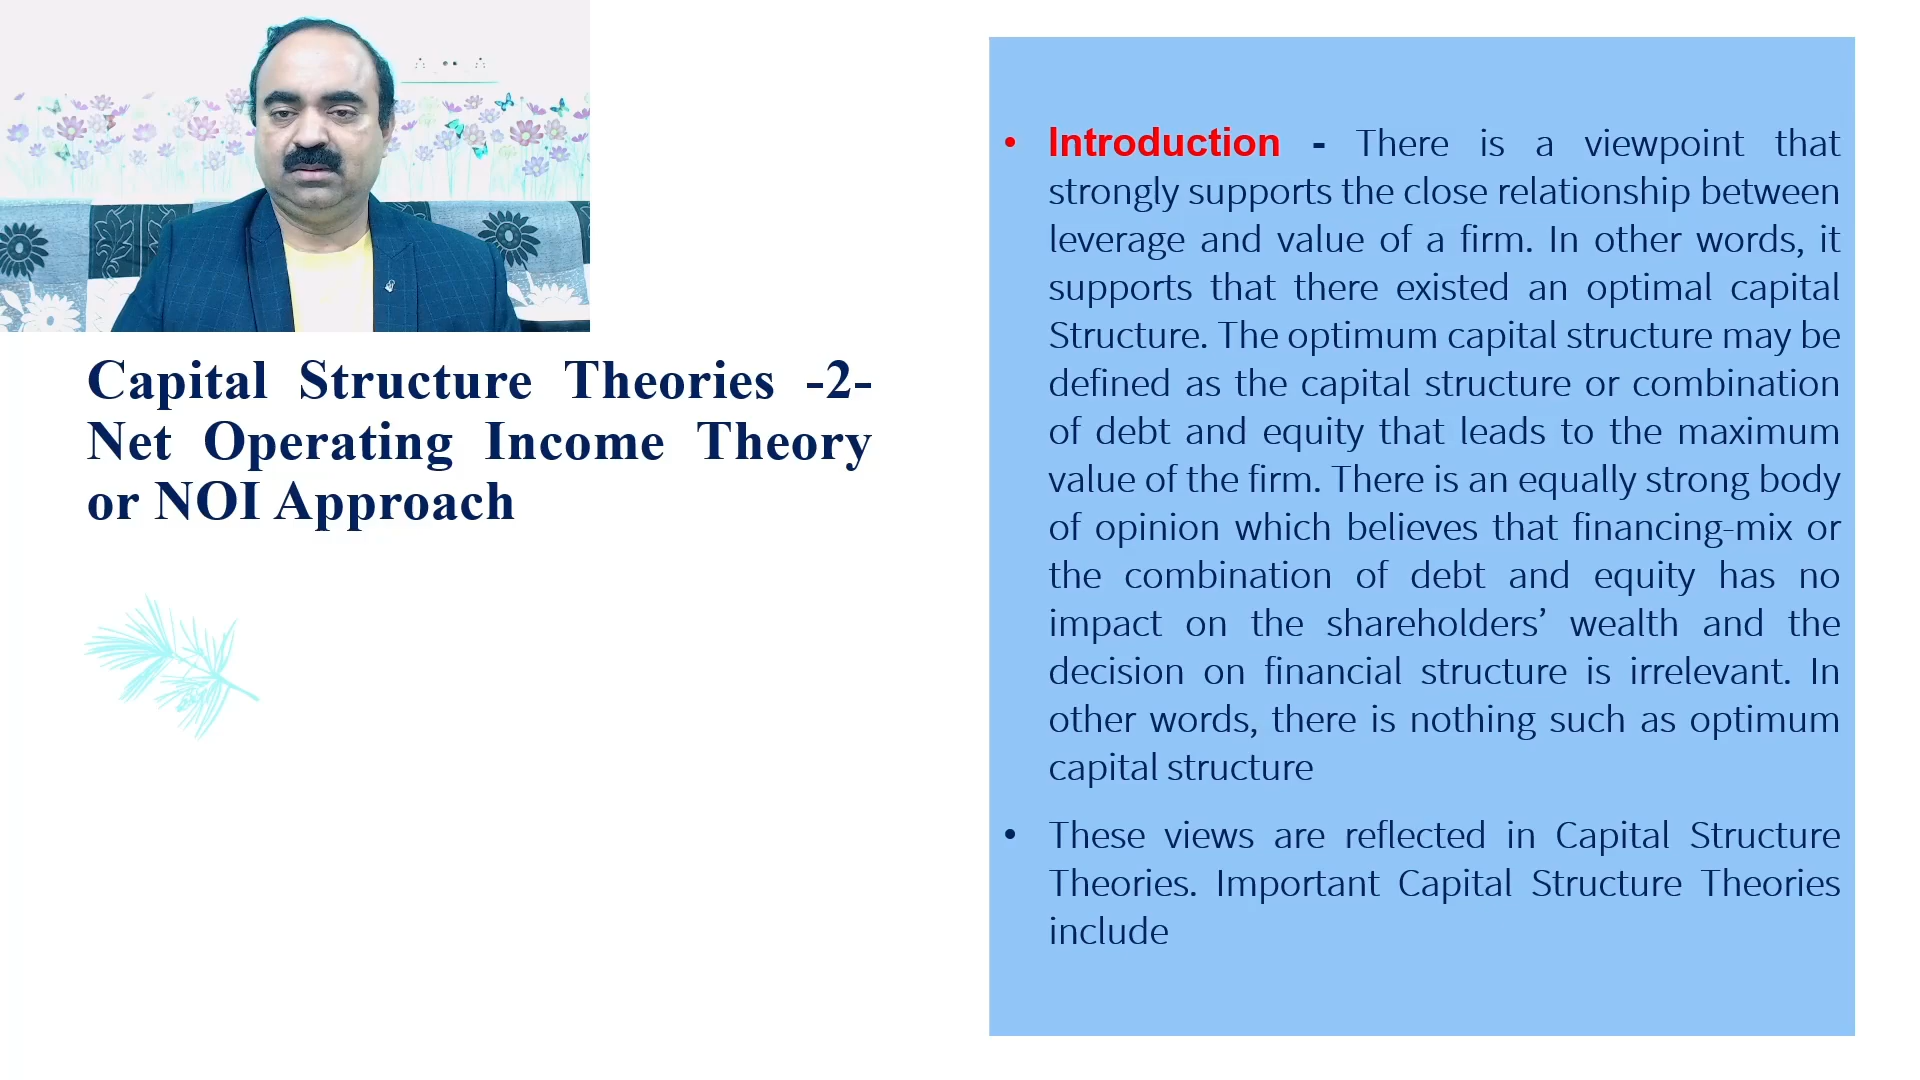 Capital Structure Theories -2-
Net Operating Income Theory
or NOI Approach
• Introduction - There is a viewpoint that
strongly supports the close relationship between
leverage and value of a firm. In other words, it
supports that there existed an optimal capital
Structure. The optimum capital structure may be
defined as the capital structure or combination
of debt and equity that leads to the maximum
value of the firm. There is an equally strong body
of opinion which believes that financing-mix or
the combination of debt and equity has no
impact on the shareholders’ wealth and the
decision on financial structure is irrelevant. In
other words, there is nothing such as optimum
capital structure
• These views are reflected in Capital Structure
Theories. Important Capital Structure Theories
include